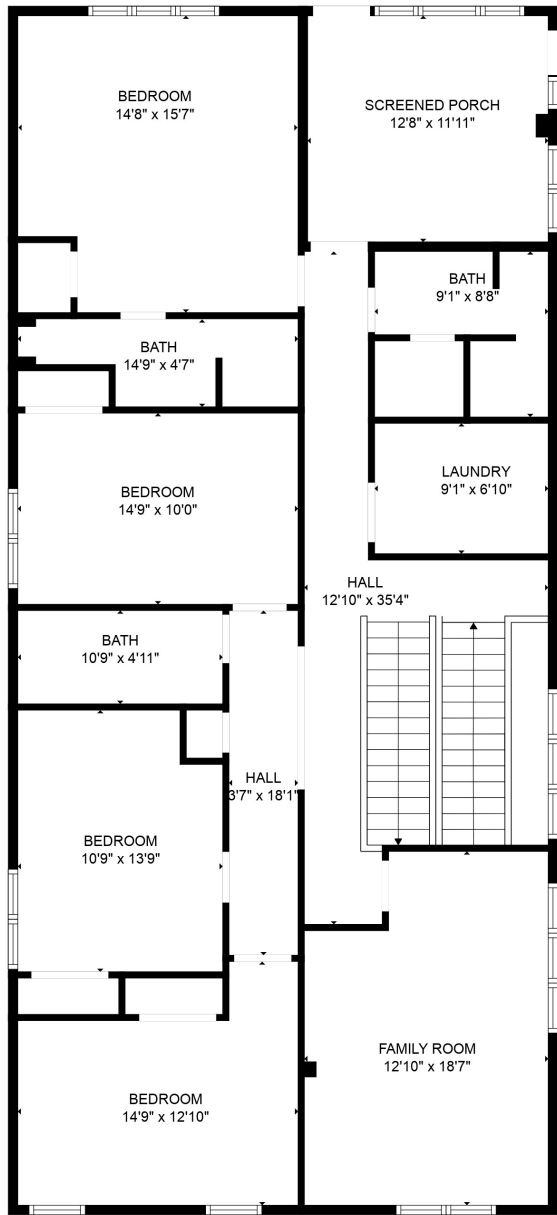 BEDROOM
14'8" x 15'7"
SCREENED PORCH
12'8" x 11'11"
BATH
9'1" x 8'8"
BATH
14'9" x 4'7"
BEDROOM
14'9" x 10'0"
LAUNDRY
9'1" x 6'10"
HALL
12'10" x 35'4"
BATH
10'9" x 4'11"
HALL
3'7" x 18'1"
BEDROOM
10'9" x 13'9"
FAMILY ROOM
12'10" x 18'7"
BEDROOM
14'9" x 12'10"